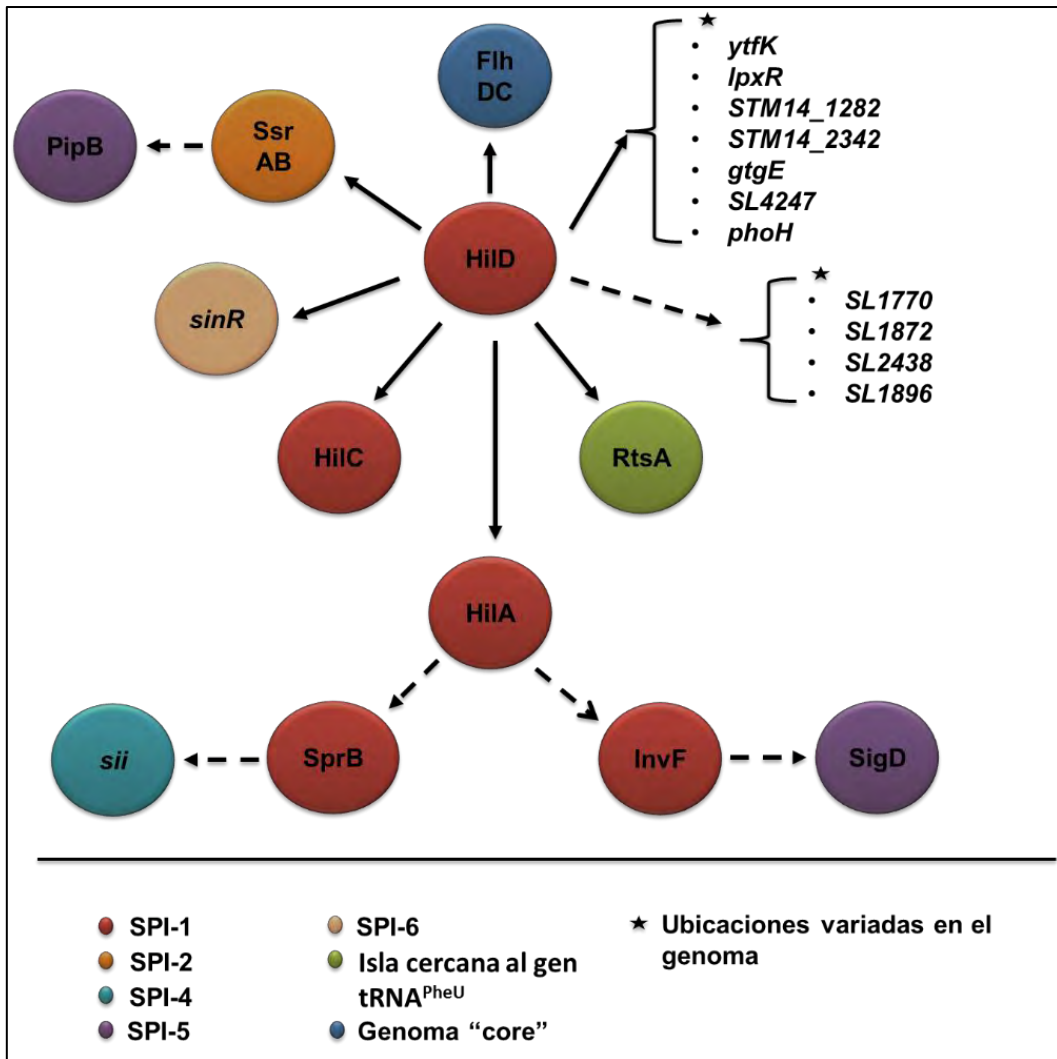 Flh
DC
★
• ytfK
• lpxR
• STM14_1282
• STM14_2342
• gtgE
• SL4247
• phoH
PipB
Ssr
AB
HilD
★
• SL1770
• SL1872
• SL2438
• SL1896
sinR
HilC
RtsA
HilA
sii
SprB
InvF
SigD
SPI-1
SPI-2
SPI-4
SPI-5
SPI-6
Isla cercana al gen
tRNA^PheU
Genoma “core”
★ Ubicaciones variadas en el
genoma